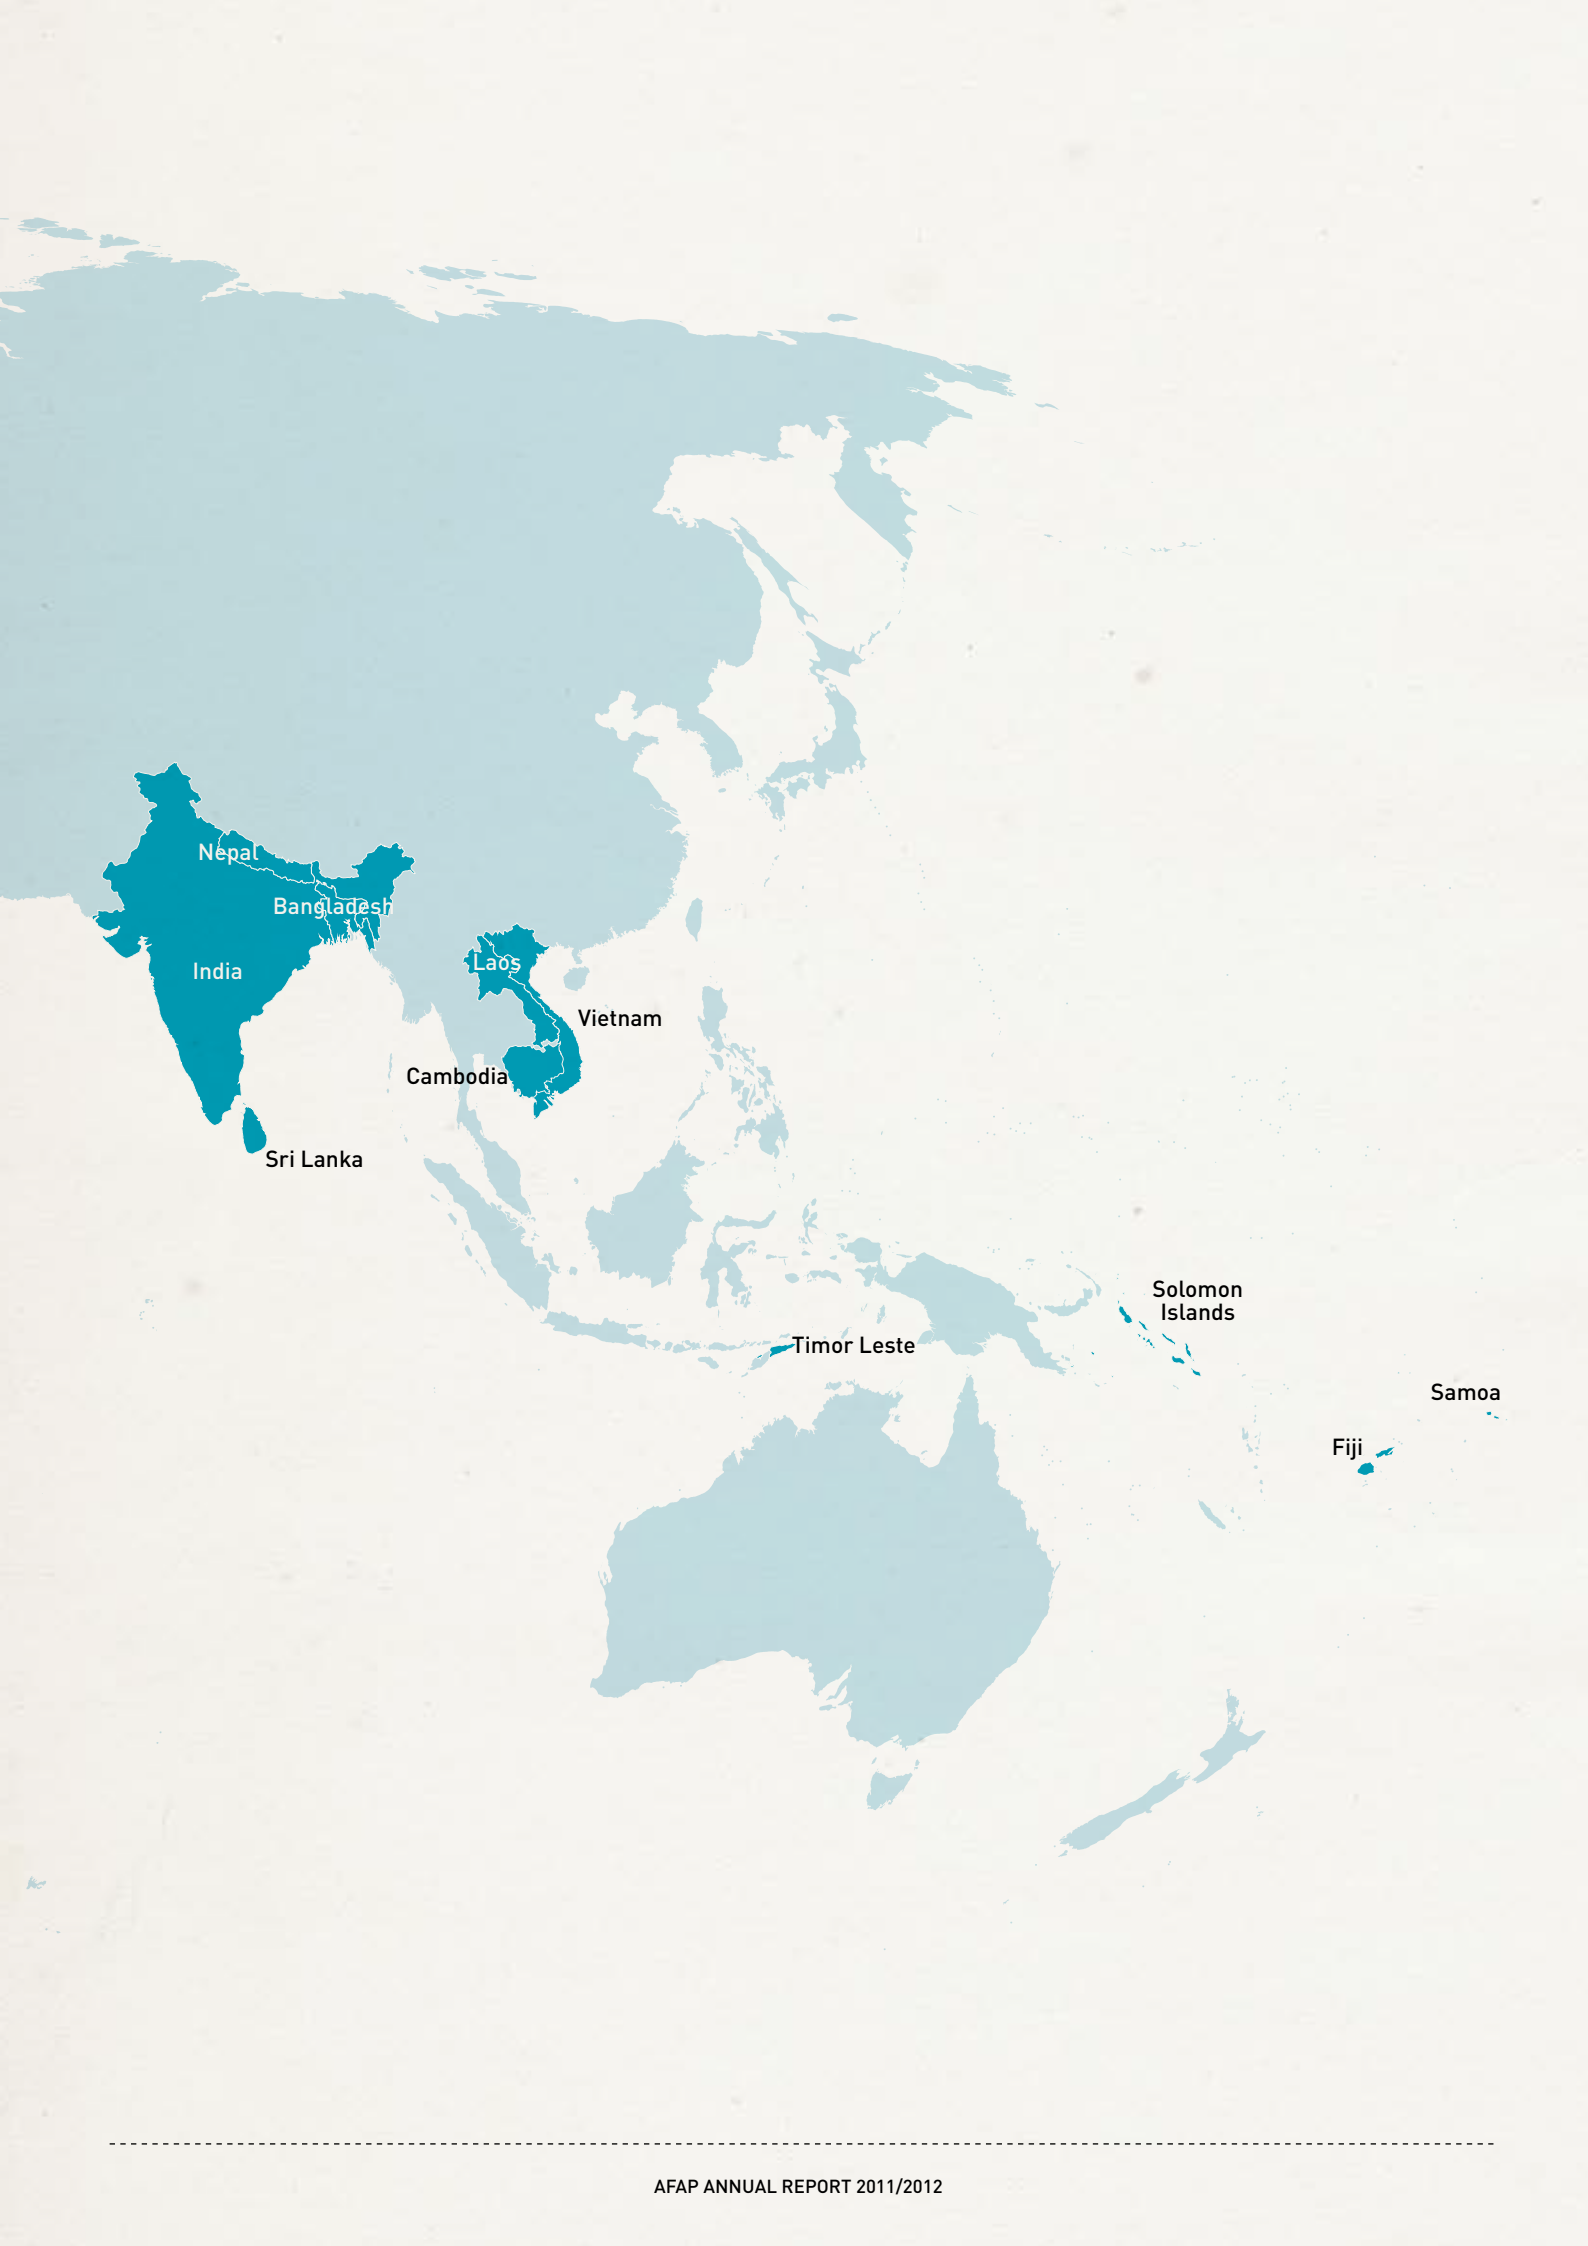 Nepal
Bangladesh
India
Laos
Vietnam
Cambodia
Sri Lanka
Solomon
Islands
Timor Leste
Samoa
Fiji
AFAP ANNUAL REPORT 2011/2012